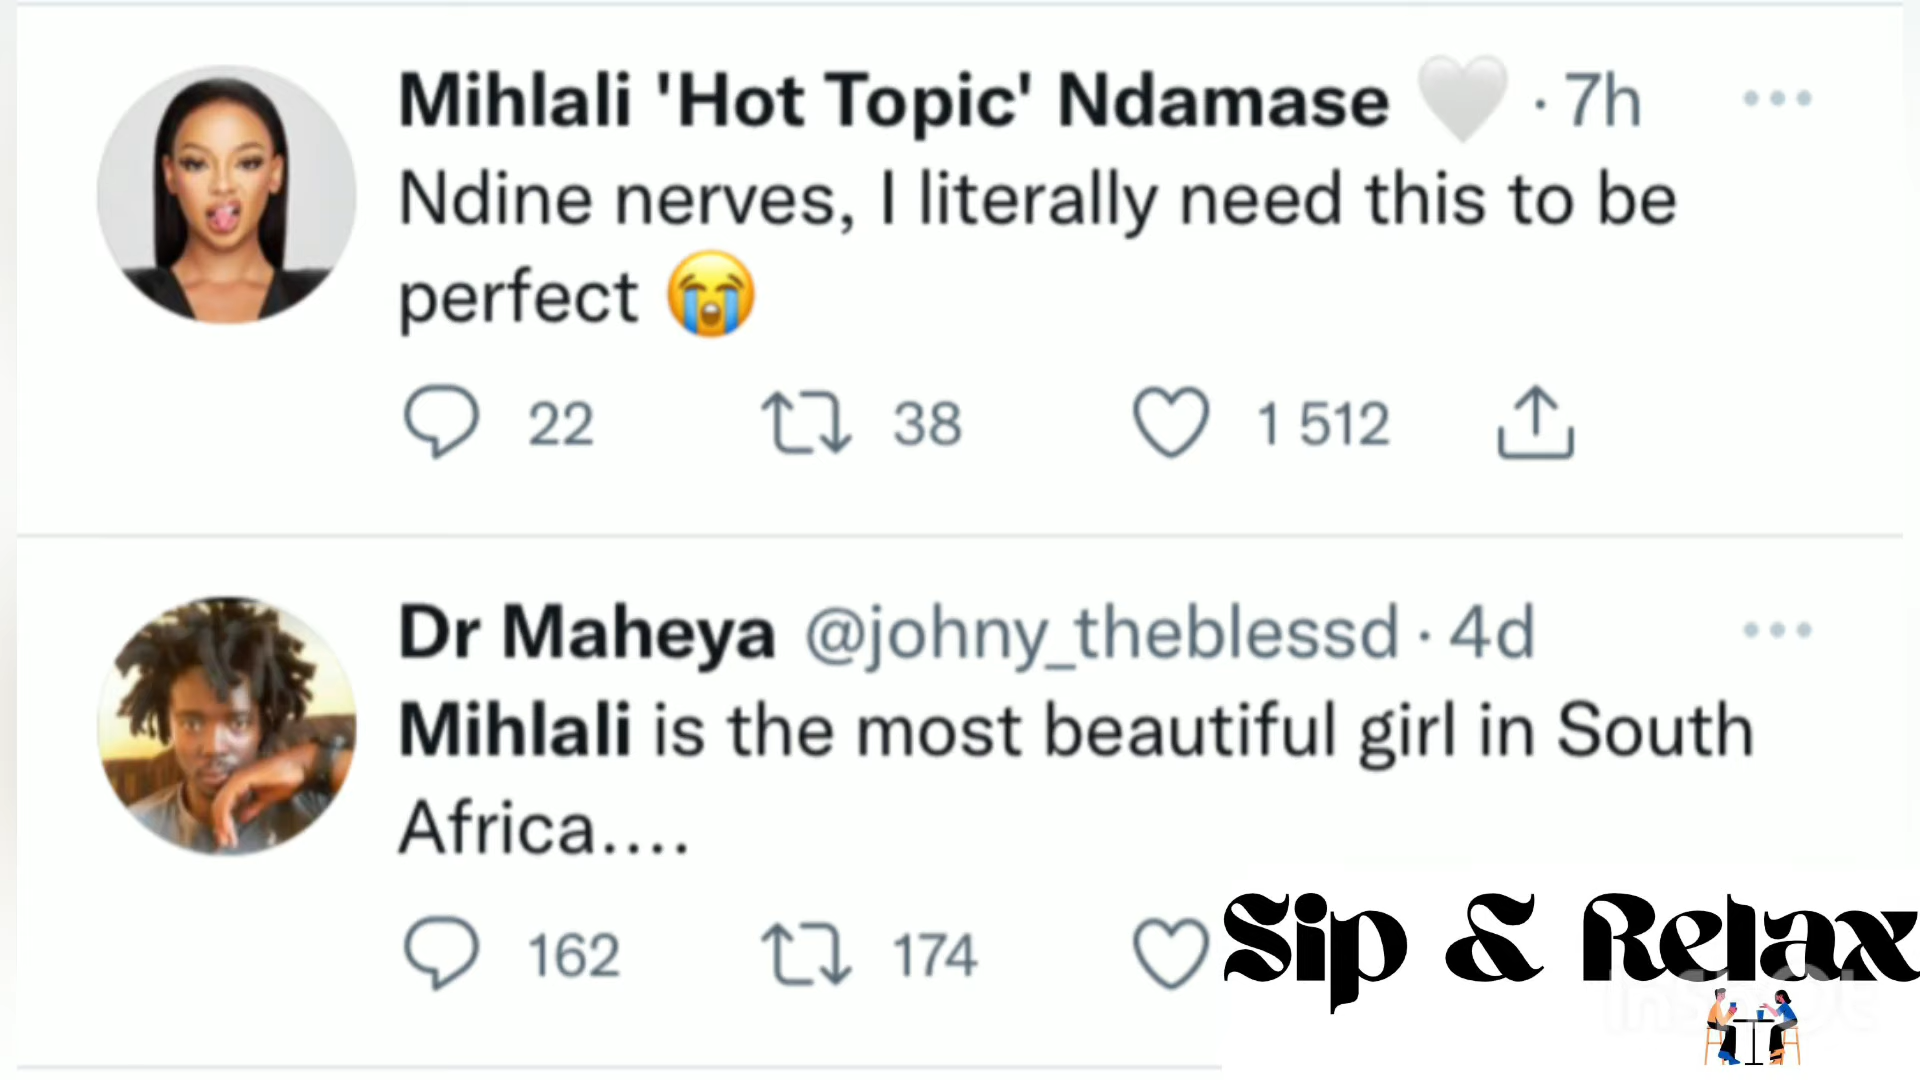 Mihlali 'Hot Topic' Ndamase 🤍 · 7h
Ndine nerves, I literally need this to be
perfect 😭
22 38 1 512
Dr Maheya @johny_theblessd · 4d
Mihlali is the most beautiful girl in South
Africa....
162 174
Sip & Relax
InShOt